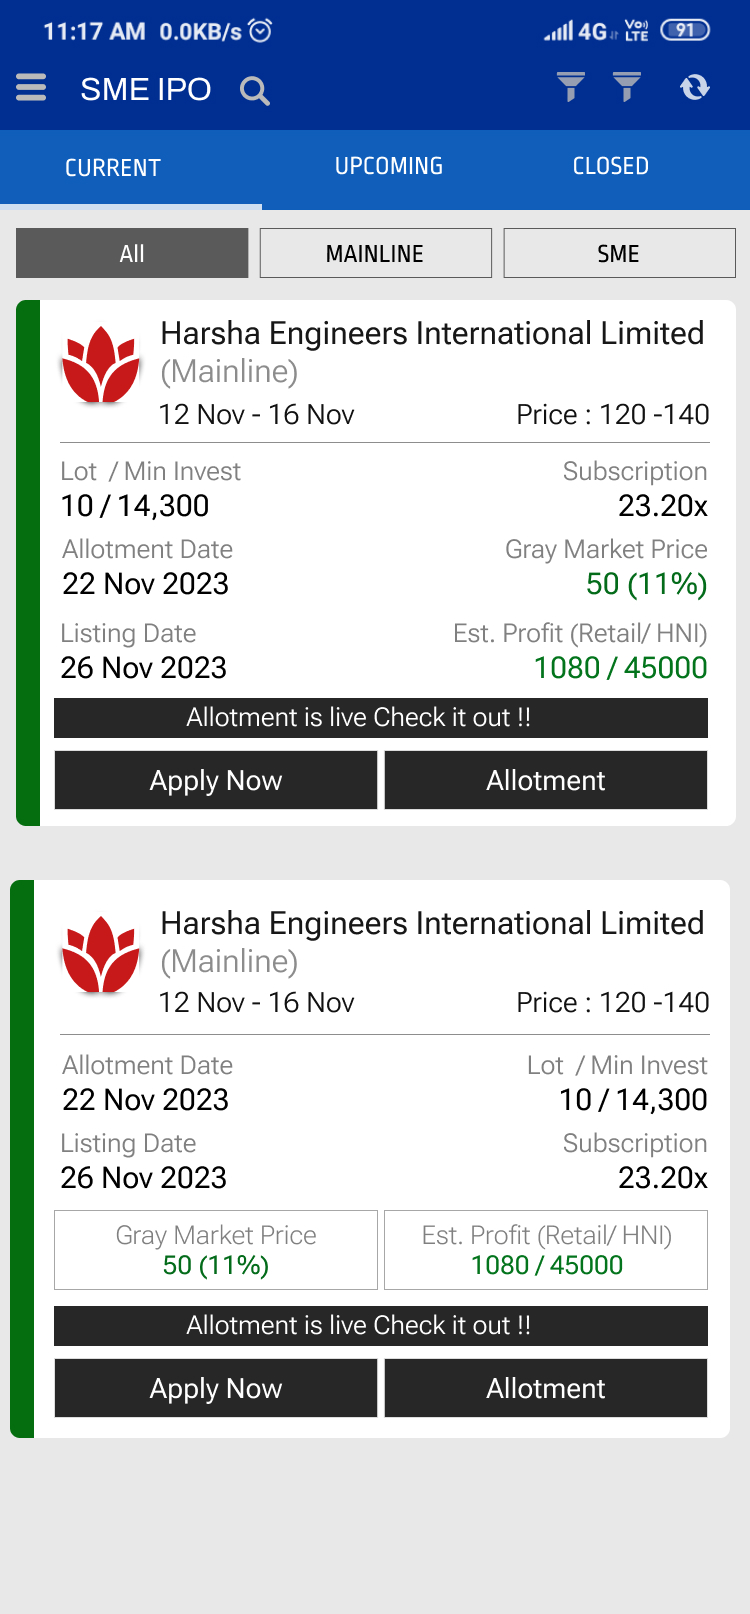 11:17 AM 0.0KB/s 4G Vo) LTE 91
SME IPO
CURRENT UPCOMING CLOSED
All MAINLINE SME
Harsha Engineers International Limited
(Mainline)
12 Nov - 16 Nov Price : 120 -140
Lot / Min Invest Subscription
10 / 14,300 23.20x
Allotment Date Gray Market Price
22 Nov 2023 50 (11%)
Listing Date Est. Profit (Retail/ HNI)
26 Nov 2023 1080 / 45000
Allotment is live Check it out !!
Apply Now Allotment
Harsha Engineers International Limited
(Mainline)
12 Nov - 16 Nov Price : 120 -140
Allotment Date Lot / Min Invest
22 Nov 2023 10 / 14,300
Listing Date Subscription
26 Nov 2023 23.20x
Gray Market Price Est. Profit (Retail/ HNI)
50 (11%) 1080 / 45000
Allotment is live Check it out !!
Apply Now Allotment